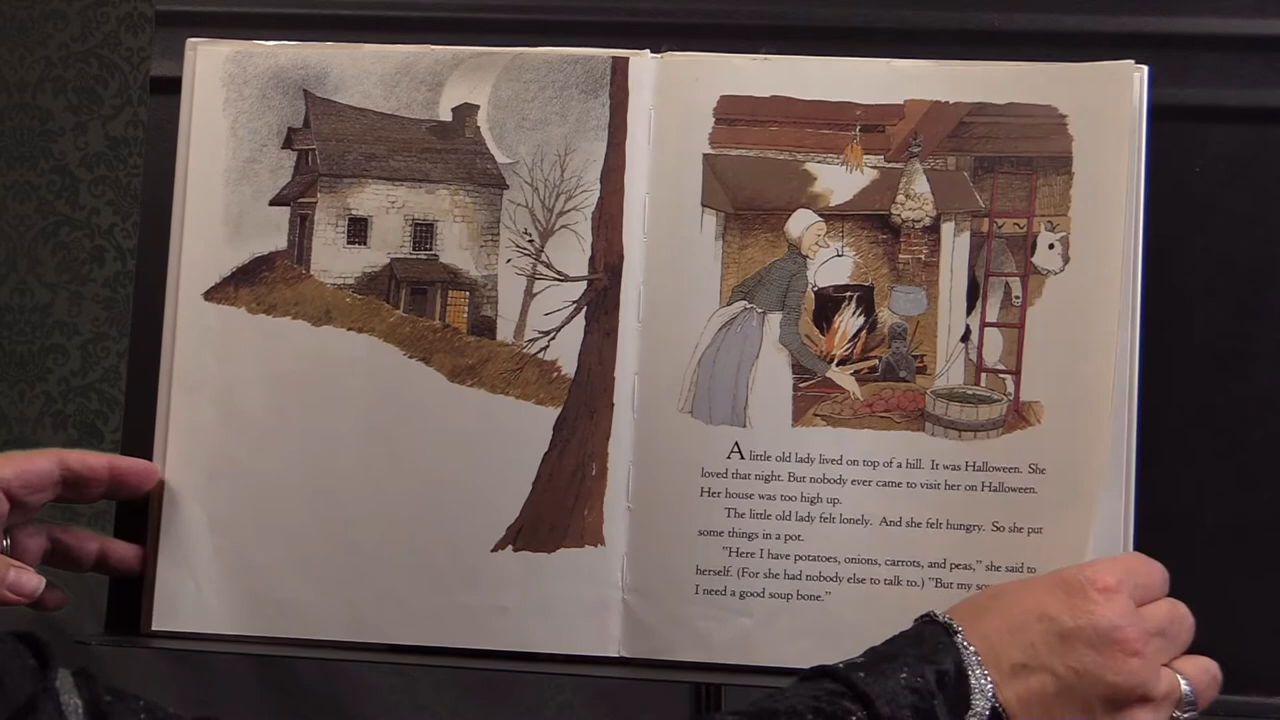 A little old lady lived on top of a hill. It was Halloween. She
loved that night. But nobody ever came to visit her on Halloween.
Her house was too high up.
The little old lady felt lonely. And she felt hungry. So she put
some things in a pot.
"Here I have potatoes, onions, carrots, and peas," she said to
herself. (For she had nobody else to talk to.) "But my
I need a good soup bone."